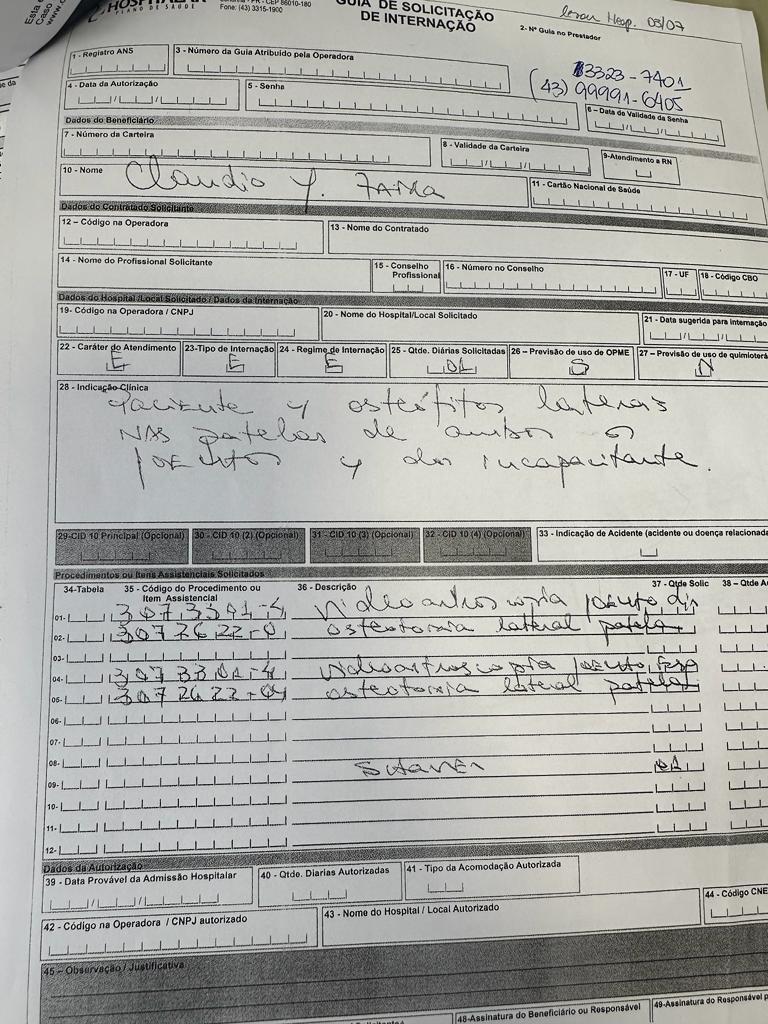 HOSPITALAR
PLANO DE SAÚDE
PR - CEP 86010-180
Fone: (43) 3315-1900
GUIA DE SOLICITAÇÃO
DE INTERNAÇÃO
2- Nº Guia no Prestador
03/07
1 - Registro ANS
3 - Número da Guia Atribuído pela Operadora
3323-7401
(43) 99991-6405
4 - Data da Autorização
5 - Senha
6 – Data da Validade da Senha
Dados do Beneficiário
7 - Número da Carteira
8 - Validade da Carteira
9-Atendimento a RN
10 - Nome
Claudio Y.
11 - Cartão Nacional de Saúde
Dados do Contratado Solicitante
12 – Código na Operadora
13 - Nome do Contratado
14 - Nome do Profissional Solicitante
15 - Conselho
Profissional
16 - Número no Conselho
17 - UF
18 - Código CBO
Dados do Hospital /Local Solicitado / Dados da Internação
19- Código na Operadora / CNPJ
20 - Nome do Hospital/Local Solicitado
21 - Data sugerida para internação
22 - Caráter do Atendimento
23-Tipo de Internação
24 - Regime de Internação
25 - Qtde. Diárias Solicitadas
26 – Previsão de uso de OPME
27 – Previsão de uso de quimioterá
E E E 01 S N
28 - Indicação Clínica
paciente y osteófitos laterais
nas patelas de ambos os
joelhos y dor incapacitante.
29-CID 10 Principal (Opcional)
30 - CID 10 (2) (Opcional)
31 - CID 10 (3) (Opcional)
32 - CID 10 (4) (Opcional)
33 - Indicação de Acidente (acidente ou doença relacionada
Procedimentos ou Itens Assistenciais Solicitados
34-Tabela
35 - Código do Procedimento ou
Item Assistencial
36 - Descrição
37 - Qtde Solic
38 – Qtde Au
01- videoartroscopia joelho dir
02- 3072622-0 osteotomia lateral patela
03-
04- videoartroscopia joelho esq
05- 3072622-0 osteotomia lateral patela
06-
07-
08- 01
09-
10-
11-
12-
Dados da Autorização
39 - Data Provável da Admissão Hospitalar
40 - Qtde. Diarias Autorizadas
41 - Tipo da Acomodação Autorizada
42 - Código na Operadora / CNPJ autorizado
43 - Nome do Hospital / Local Autorizado
44 - Código CNE
45 – Observação / Justificativa
48-Assinatura do Beneficiário ou Responsável
49-Assinatura do Responsável p